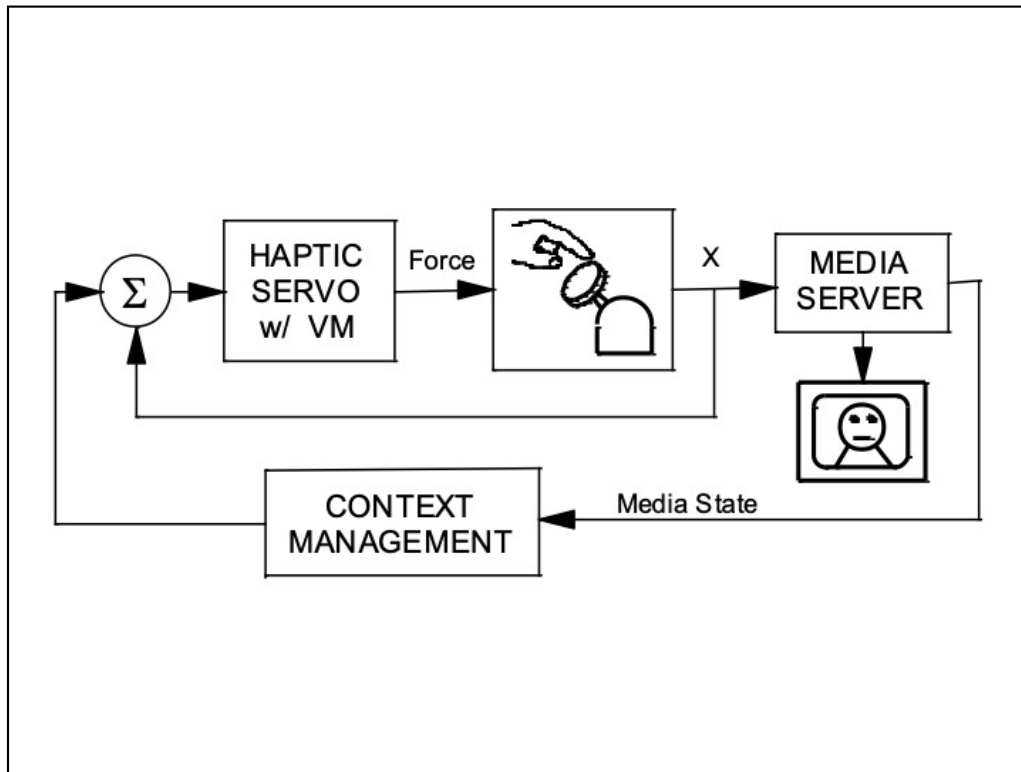 Σ
HAPTIC
SERVO
w/ VM
Force
X
MEDIA
SERVER
CONTEXT
MANAGEMENT
Media State